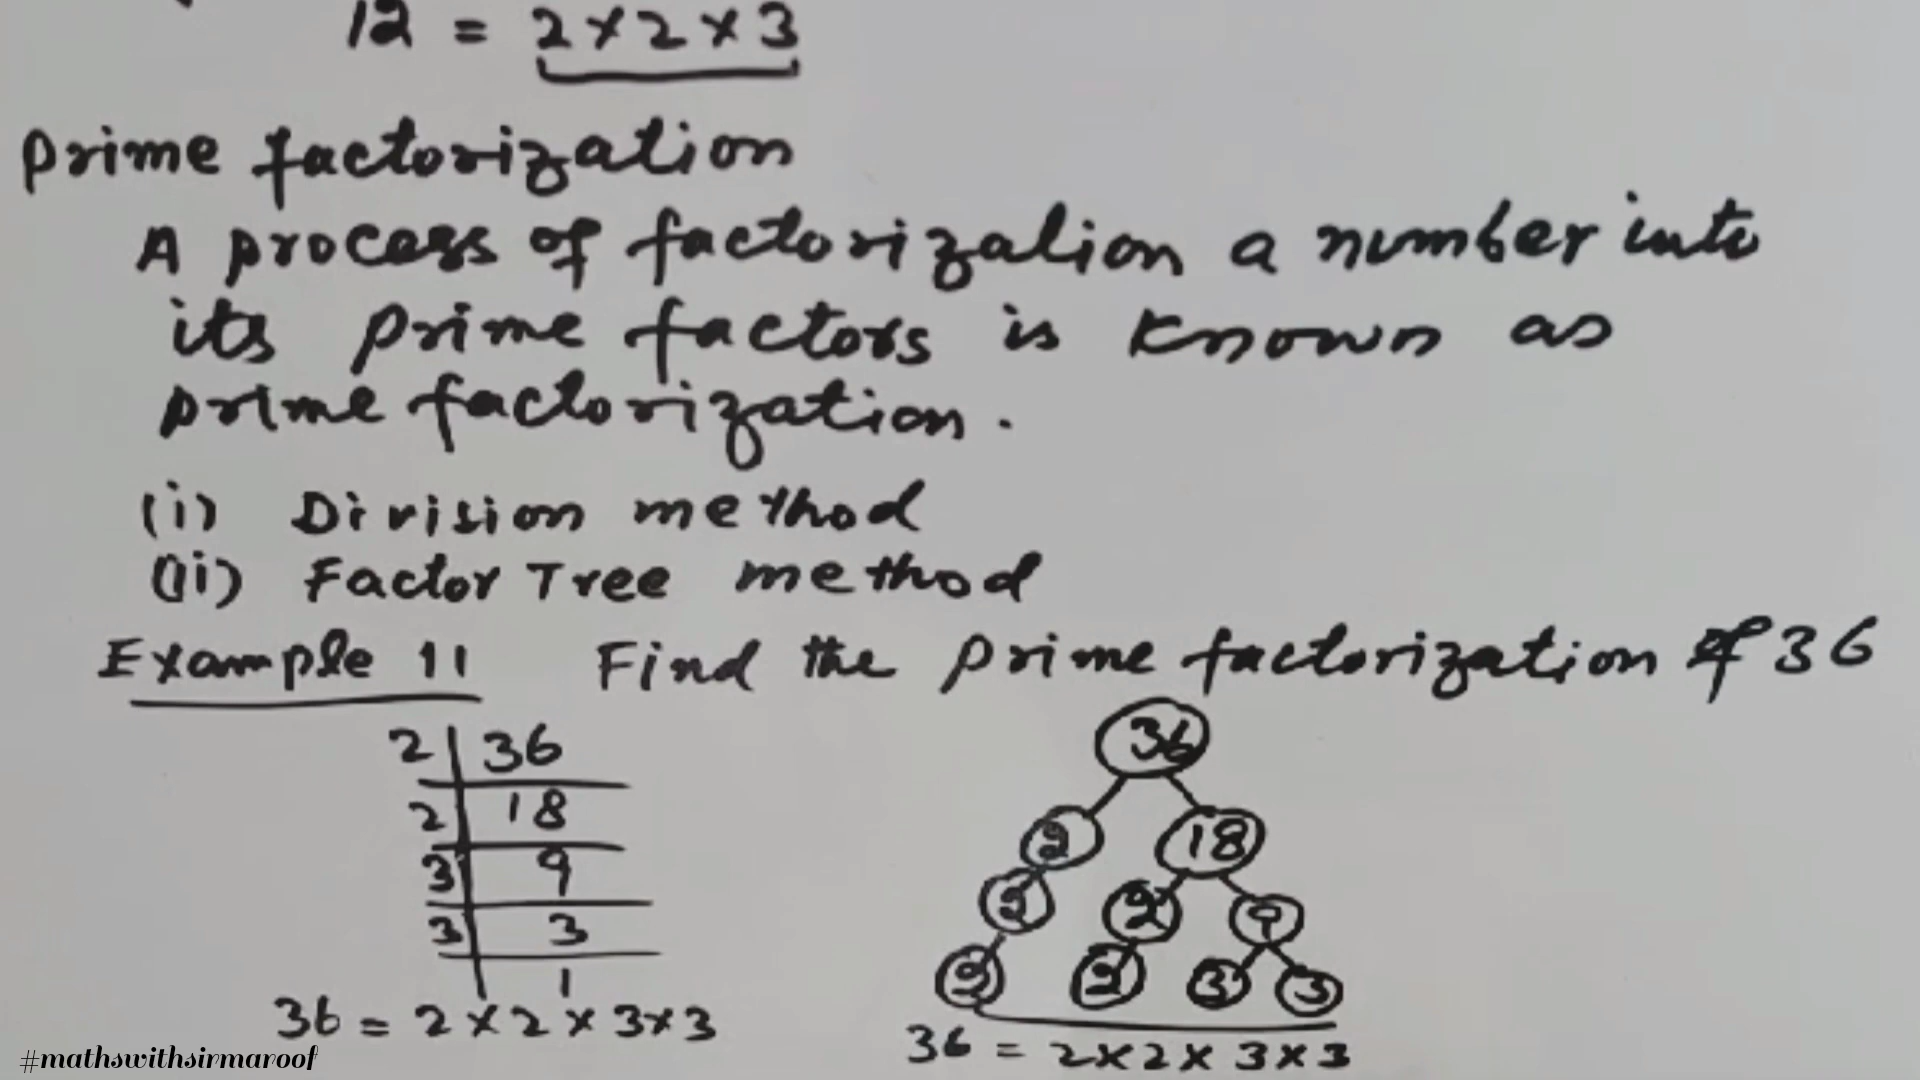 12 = 2×2×3
Prime factorization
A process of factorization a number into
its prime factors is known as
prime factorization.
(i) Division method
(ii) Factor Tree method
Example 11 Find the prime factorization of 36
2 | 36
2 | 18
3 | 9
3 | 3
1
36 = 2×2×3×3
36
2 18
2 2 9
2 2 3 3
36 = 2×2×3×3
#mathswithsirmaroof